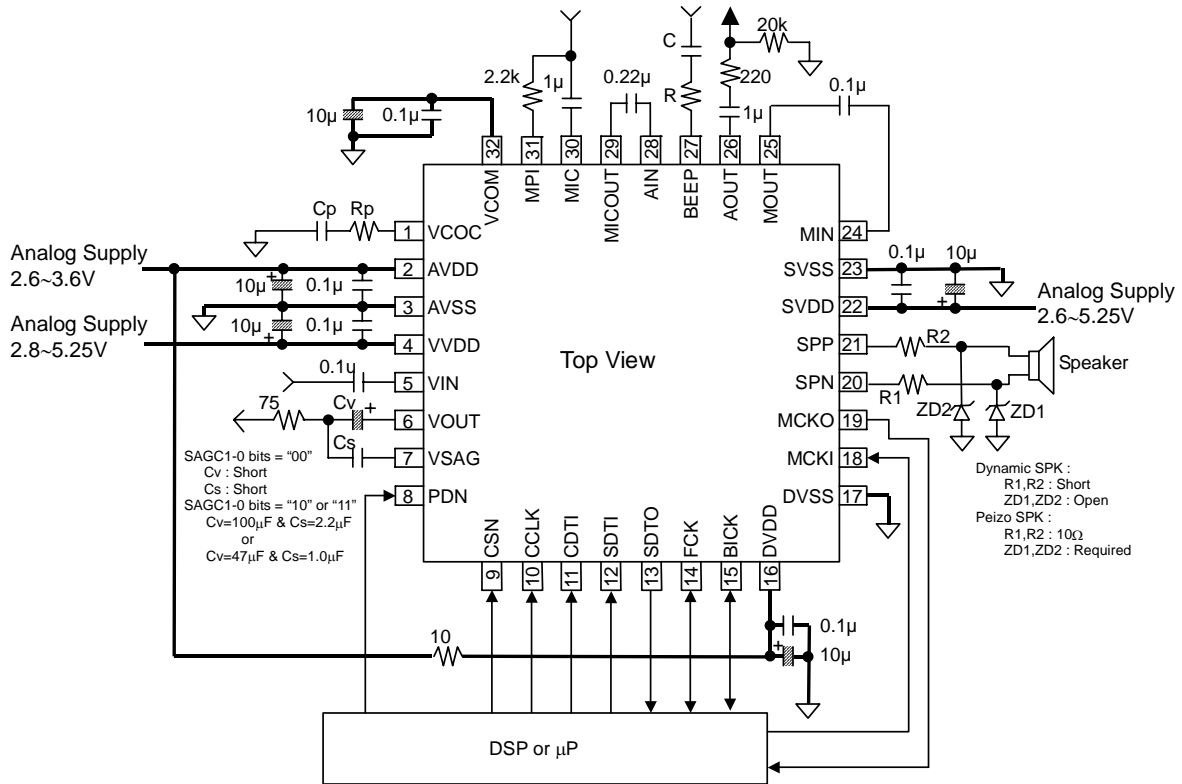 C
20k
2.2k
1µ
0.22µ
R
220
1µ
0.1µ
10µ
0.1µ
32
31
30
29
28
27
26
25
VCOM
MPI
MIC
MICOUT
AIN
BEEP
AOUT
MOUT
Cp
Rp
1
VCOC
MIN
24
Analog Supply
2.6~3.6V
2
AVDD
10µ
+
0.1µ
SVSS
23
0.1µ
10µ
+
3
AVSS
10µ
+
0.1µ
SVDD
22
Analog Supply
2.6~5.25V
Analog Supply
2.8~5.25V
4
VVDD
SPP
21
R2
Top View
Speaker
0.1u
5
VIN
SPN
20
R1
ZD2
ZD1
75
Cv
+
6
VOUT
MCKO
19
Cs
7
VSAG
MCKI
18
8
PDN
DVSS
17
SAGC1-0 bits = “00”
Cv : Short
Cs : Short
SAGC1-0 bits = “10” or “11”
Cv=100µF & Cs=2.2µF
or
Cv=47µF & Cs=1.0µF
Dynamic SPK :
R1,R2 : Short
ZD1,ZD2 : Open
Peizo SPK :
R1,R2 : 10Ω
ZD1,ZD2 : Required
CSN
CCLK
CDTI
SDTI
SDTO
FCK
BICK
DVDD
9
10
11
12
13
14
15
16
0.1µ
10
+
10µ
DSP or µP